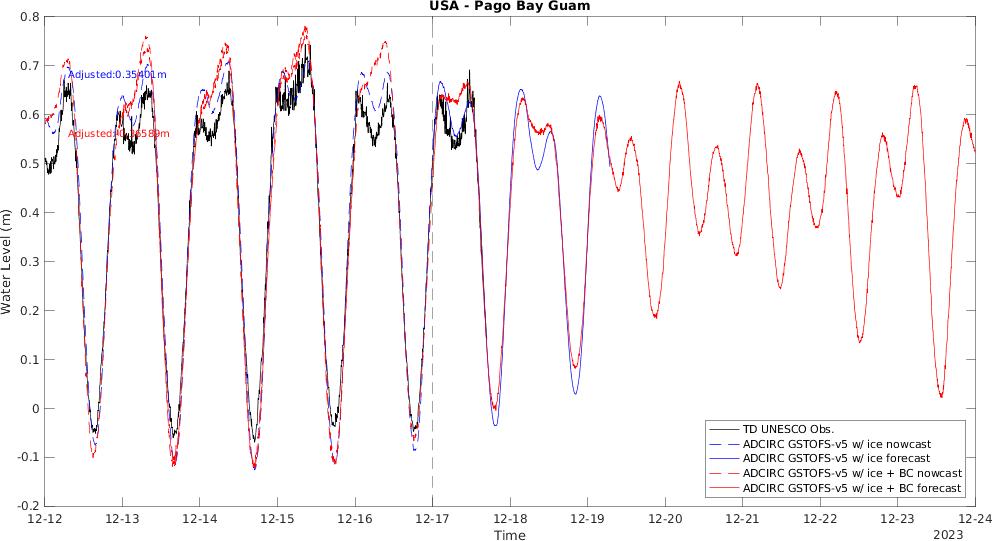 USA - Pago Bay Guam
0.8
0.7
0.6
0.5
0.4
0.3
0.2
0.1
0
-0.1
-0.2
Water Level (m)
Adjusted:0.35401m
12-12
12-13
12-14
12-15
12-16
12-17
12-18
12-19
12-20
12-21
12-22
12-23
12-24
Time
2023
TD UNESCO Obs.
ADCIRC GSTOFS-v5 w/ ice nowcast
ADCIRC GSTOFS-v5 w/ ice forecast
ADCIRC GSTOFS-v5 w/ ice + BC nowcast
ADCIRC GSTOFS-v5 w/ ice + BC forecast